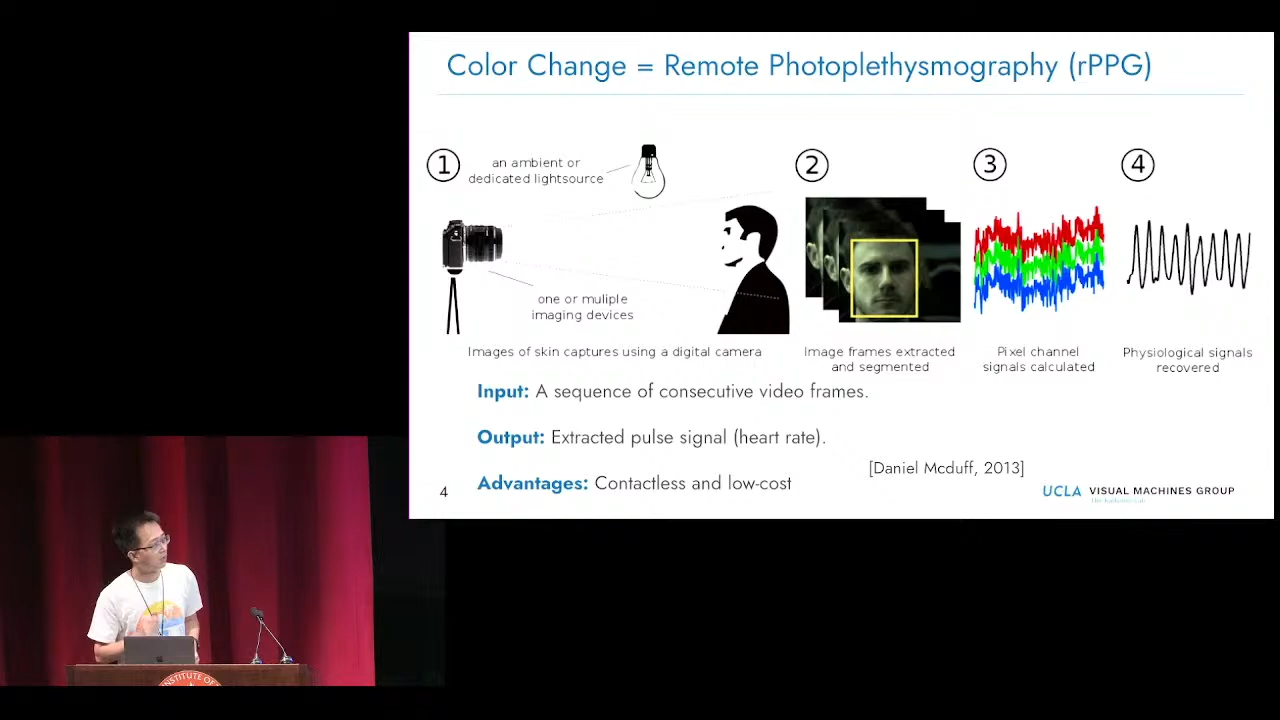 Color Change = Remote Photoplethysmography (rPPG)
1
an ambient or
dedicated lightsource
one or muliple
imaging devices
Images of skin captures using a digital camera
2
Image frames extracted
and segmented
3
Pixel channel
signals calculated
4
Physiological signals
recovered
Input: A sequence of consecutive video frames.
Output: Extracted pulse signal (heart rate).
Advantages: Contactless and low-cost
[Daniel Mcduff, 2013]
4
UCLA VISUAL MACHINES GROUP
INSTITUTE OF